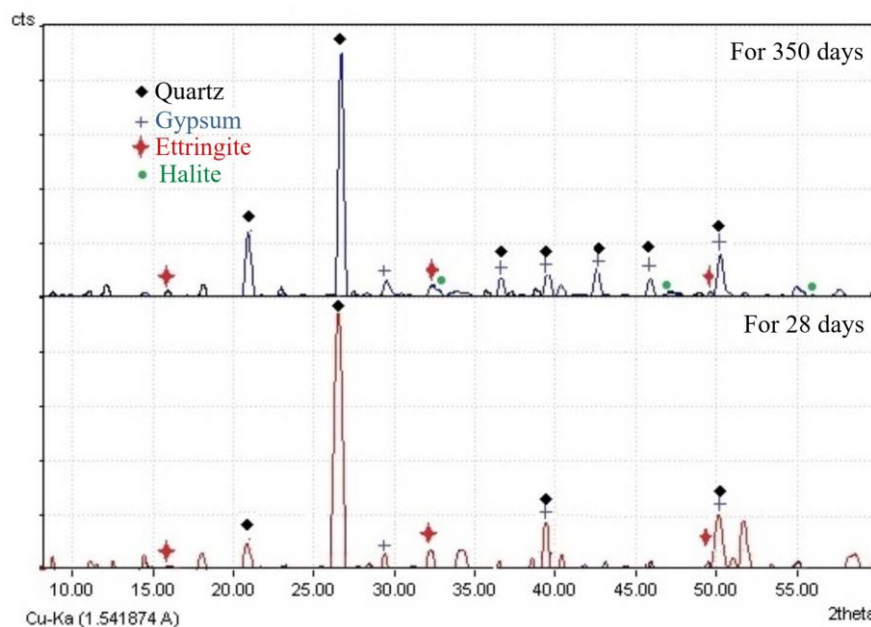 cts
For 350 days
Quartz
Gypsum
Ettringite
Halite
For 28 days
10.00 15.00 20.00 25.00 30.00 35.00 40.00 45.00 50.00 55.00
Cu-Ka (1.541874 A) 2theta